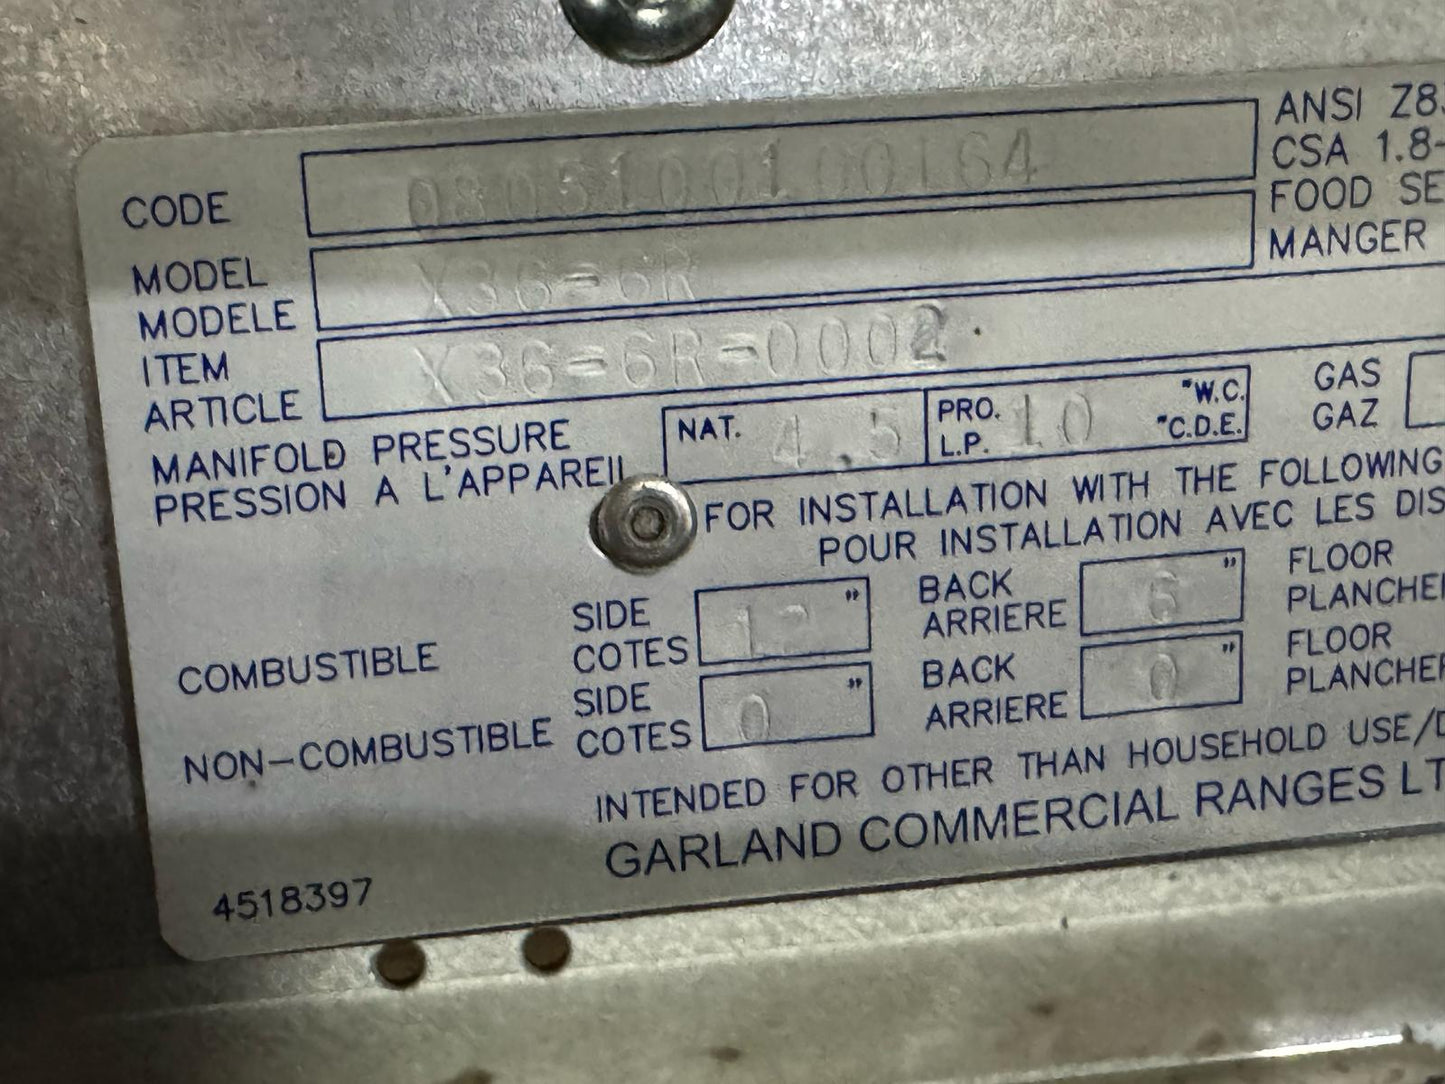 CODE
MODEL X36-6R
MODELE
ITEM X36-6R-0002
ARTICLE
ANSI Z8
CSA 1.8-
FOOD SE
MANGER
MANIFOLD PRESSURE NAT. 4.5 PRO. 10 "W.C.
PRESSION A L'APPAREIL L.P. "C.D.E.
GAS
GAZ
FOR INSTALLATION WITH THE FOLLOWING
POUR INSTALLATION AVEC LES DIS
COMBUSTIBLE SIDE COTES 12" BACK ARRIERE 6" FLOOR PLANCHER
NON-COMBUSTIBLE SIDE COTES 0" BACK ARRIERE 0" FLOOR PLANCHER
INTENDED FOR OTHER THAN HOUSEHOLD USE/D
GARLAND COMMERCIAL RANGES LT
4518397